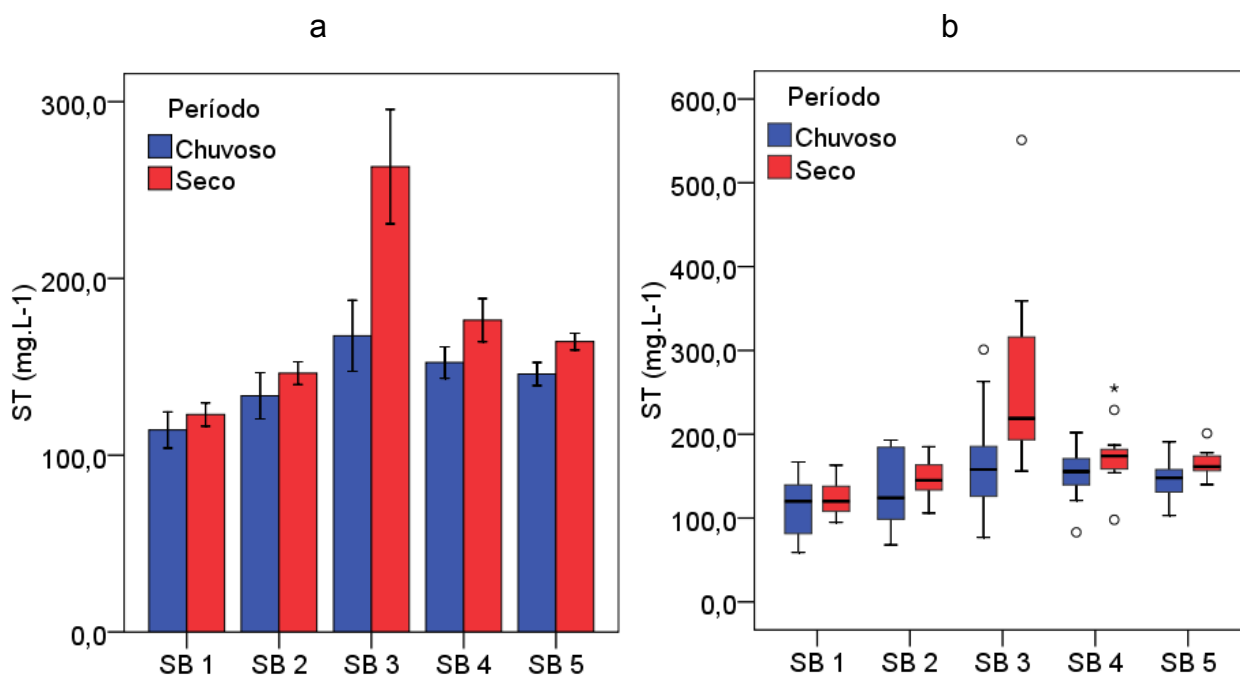 a
ST (mg.L-1)
300,0
200,0
100,0
0,0
Período
Chuvoso
Seco
SB 1 SB 2 SB 3 SB 4 SB 5
b
ST (mg.L-1)
600,0
500,0
400,0
300,0
200,0
100,0
0,0
Período
Chuvoso
Seco
*
SB 1 SB 2 SB 3 SB 4 SB 5